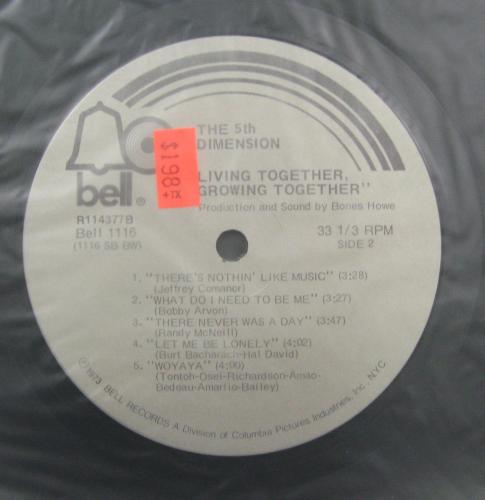 THE 5th
DIMENSION
$1.98
+TX
LIVING TOGETHER,
GROWING TOGETHER"
Production and Sound by Bones Howe
bell®
R114377B
Bell 1116
(1116 SB BW)
33 1/3 RPM
SIDE 2
1. "THERE'S NOTHIN' LIKE MUSIC" (3:28)
(Jeffrey Comanor)
2. "WHAT DO I NEED TO BE ME" (3:27)
(Bobby Arvon)
3. "THERE NEVER WAS A DAY" (3:47)
(Randy McNeill)
4. "LET ME BE LONELY" (4:02)
(Burt Bacharach-Hal David)
5. "WOYAYA" (4:00)
(Tontoh-Osei-Richardson-Amao-
Bedeau-Amarfio-Bailey)
℗ 1973 BELL RECORDS A Division of Columbia Pictures Industries, Inc. NYC